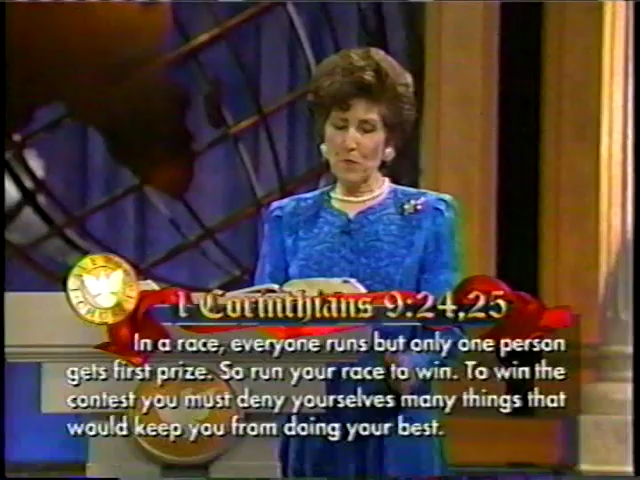 1 Corinthians 9:24,25
In a race, everyone runs but only one person
gets first prize. So run your race to win. To win the
contest you must deny yourselves many things that
would keep you from doing your best.